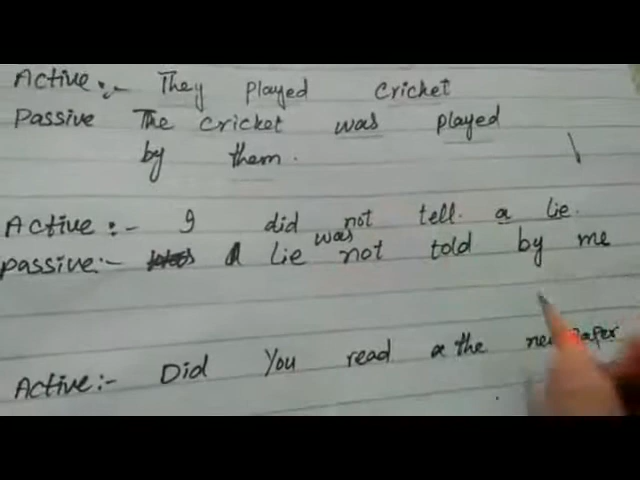 Active :- They played cricket
Passive The cricket was played
by them.
Active :- I did not tell. a lie.
passive :- A lie was not told by me
Active :- Did You read a the newspaper